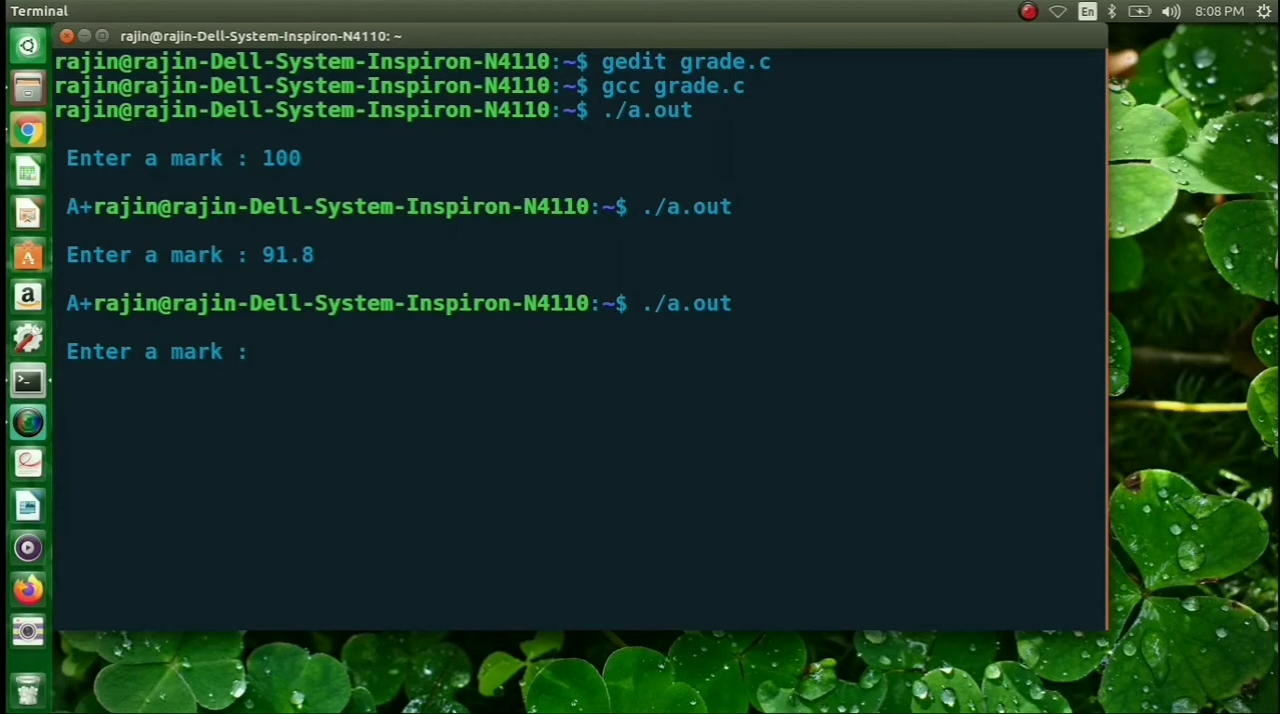 Terminal
En
8:08 PM
rajin@rajin-Dell-System-Inspiron-N4110: ~
rajin@rajin-Dell-System-Inspiron-N4110:~$ gedit grade.c
rajin@rajin-Dell-System-Inspiron-N4110:~$ gcc grade.c
rajin@rajin-Dell-System-Inspiron-N4110:~$ ./a.out
Enter a mark : 100
A+rajin@rajin-Dell-System-Inspiron-N4110:~$ ./a.out
Enter a mark : 91.8
A+rajin@rajin-Dell-System-Inspiron-N4110:~$ ./a.out
Enter a mark :